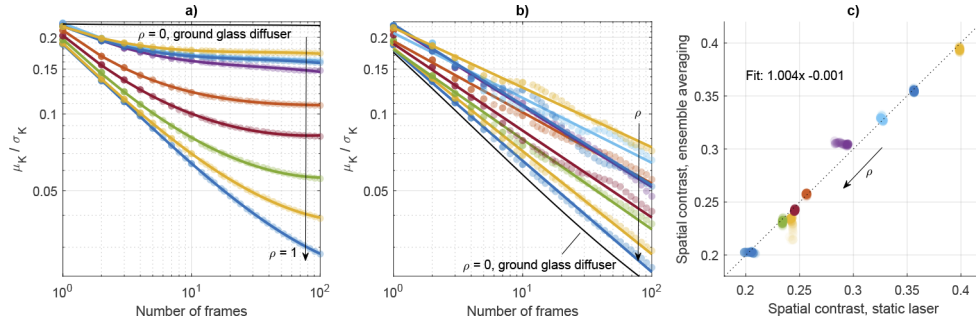 a)
μK / σK
0.2
0.15
0.1
0.05
ρ = 0, ground glass diffuser
ρ = 1
10^0
10^1
10^2
Number of frames
b)
μK / σK
0.2
0.15
0.1
0.05
ρ
ρ = 0, ground glass diffuser
10^0
10^1
10^2
Number of frames
c)
Spatial contrast, ensemble averaging
0.4
0.35
0.3
0.25
0.2
Fit: 1.004x -0.001
ρ
0.2
0.25
0.3
0.35
0.4
Spatial contrast, static laser